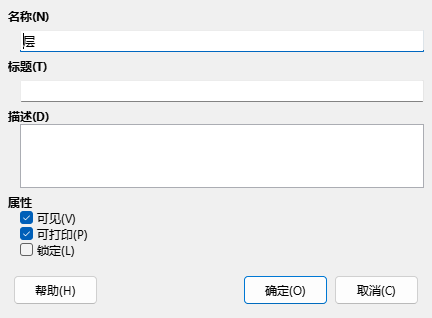 名称(N)
层
标题(T)
描述(D)
属性
可见(V)
可打印(P)
锁定(L)
帮助(H) 确定(O) 取消(C)